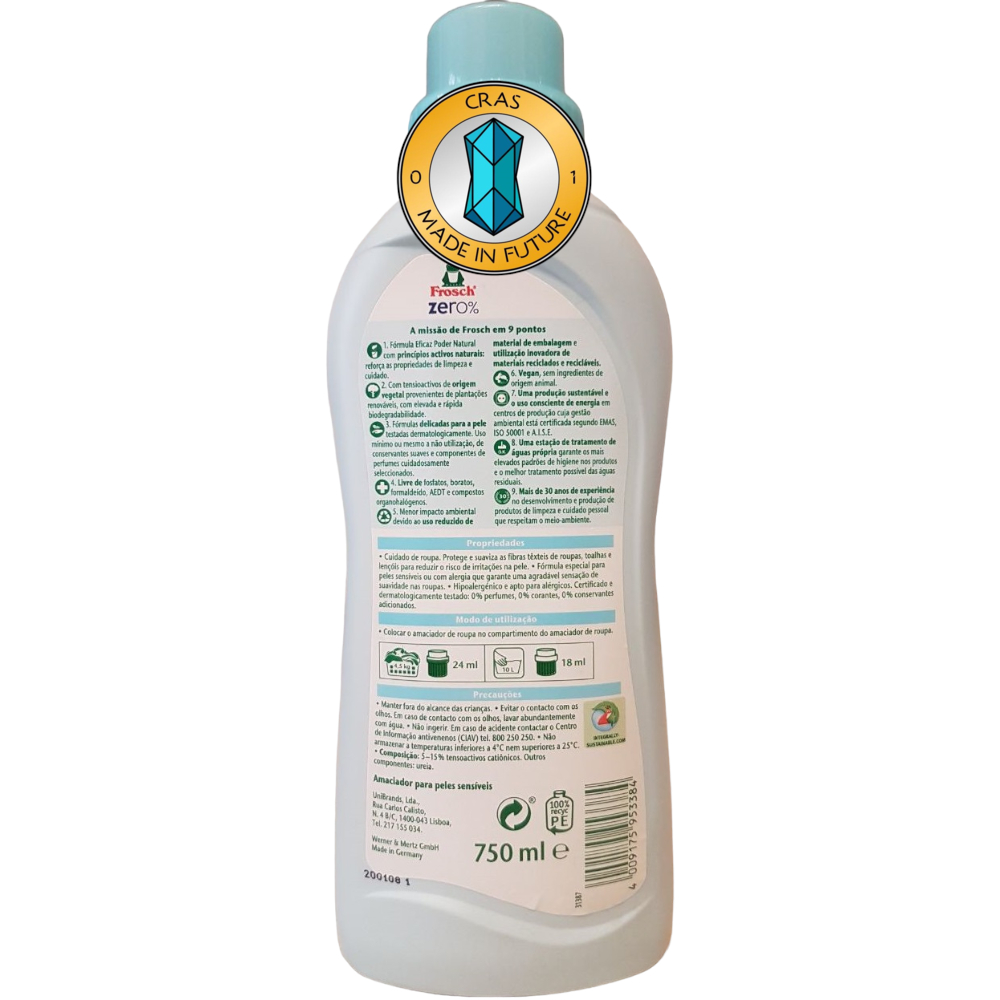 CRAS
0 1
MADE IN FUTURE
Frosch®
zero%
A missão de Frosch em 9 pontos
1. Fórmula Eficaz Poder Natural
com princípios activos naturais:
reforça as propriedades de limpeza e
cuidado.
2. Com tensioactivos de origem
vegetal provenientes de plantações
renováveis, com elevada e rápida
biodegradabilidade.
3. Fórmulas delicadas para a pele
testadas dermatologicamente. Uso
mínimo ou mesmo a não utilização, de
conservantes suaves e componentes de
perfumes cuidadosamente
seleccionados.
4. Livre de fosfatos, boratos,
formaldeído, AEDT e compostos
organohalógenos.
5. Menor impacto ambiental
devido ao uso reduzido de
material de embalagem e
utilização inovadora de
materiais reciclados e recicláveis.
6. Vegan, sem ingredientes de
origem animal.
7. Uma produção sustentável e
o uso consciente de energia em
centros de produção cuja gestão
ambiental está certificada segundo EMAS,
ISO 50001 e A.I.S.E.
8. Uma estação de tratamento de
águas própria garante os mais
elevados padrões de higiene nos produtos
e o melhor tratamento possível das águas
residuais.
30
9. Mais de 30 anos de experiência
no desenvolvimento e produção de
produtos de limpeza e cuidado pessoal
que respeitam o meio-ambiente.
Propriedades
• Cuidado de roupa. Protege e suaviza as fibras têxteis de roupas, toalhas e
lençóis para reduzir o risco de irritações na pele. • Fórmula especial para
peles sensíveis ou com alergia que garante uma agradável sensação de
suavidade nas roupas. • Hipoalergénico e apto para alérgicos. Certificado e
dermatologicamente testado: 0% perfumes, 0% corantes, 0% conservantes
adicionados.
Modo de utilização
• Colocar o amaciador de roupa no compartimento do amaciador de roupa.
4,5 kg 24 ml 10 L 18 ml
Precauções
• Manter fora do alcance das crianças. • Evitar o contacto com os
olhos. Em caso de contacto com os olhos, lavar abundantemente
com água. • Não ingerir. Em caso de acidente contactar o Centro
de Informação antivenenos (CIAV) tel. 800 250 250. • Não
armazenar a temperaturas inferiores a 4°C nem superiores a 25°C.
• Composição: 5–15% tensoactivos catiónicos. Outros
componentes: ureia.
INTEGRALLY-
SUSTAINABLE.COM
Amaciador para peles sensíveis
UniBrands, Lda.,
Rua Carlos Calisto,
N. 4 B/C, 1400-043 Lisboa,
Tel. 217 155 034.
Werner & Mertz GmbH
Made in Germany
®
100%
recyc
PE
750 ml e
200108 1
31387
4 009175 953384